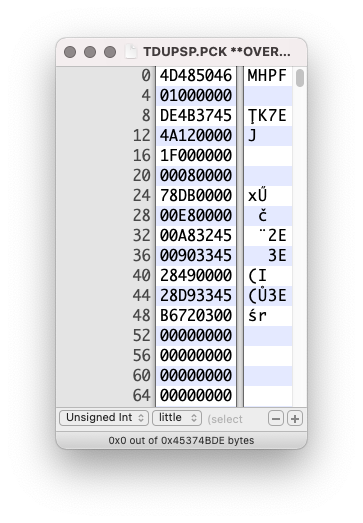 TDUPSP.PCK **OVER...
0 4D485046 MHPF
4 01000000
8 DE4B3745 ŢK7E
12 4A120000 J
16 1F000000
20 00080000
24 78DB0000 xŰ
28 00E80000 č
32 00A83245 ¨2E
36 00903345 3E
40 28490000 (I
44 28D93345 (Ů3E
48 B6720300 śr
52 00000000
56 00000000
60 00000000
64 00000000
Unsigned Int little (select
0x0 out of 0x45374BDE bytes